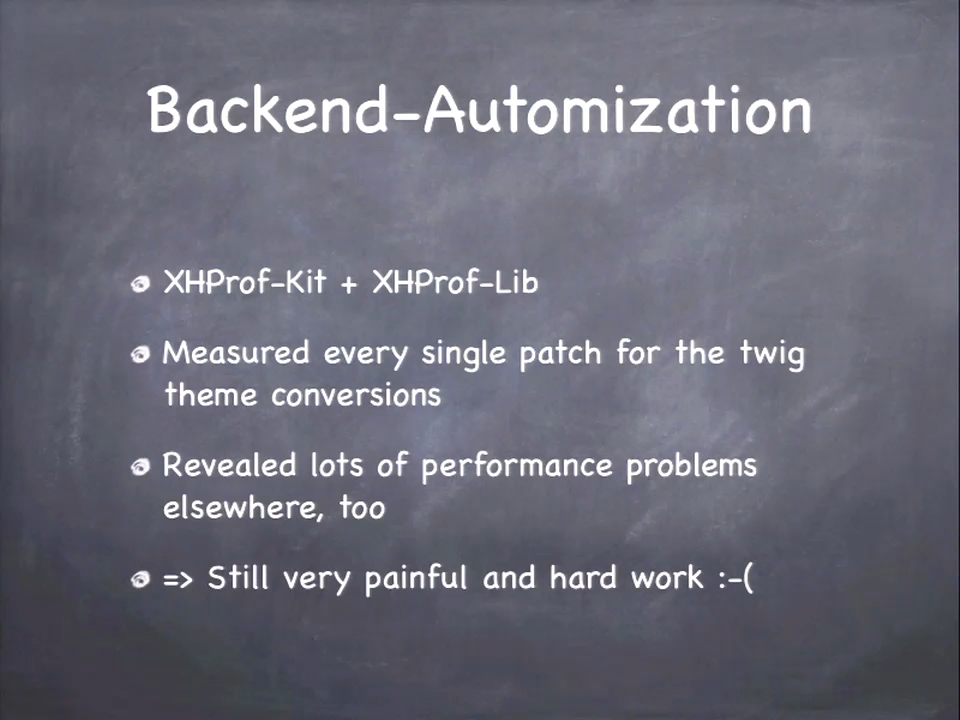 Backend-Automization
XHProf-Kit + XHProf-Lib
Measured every single patch for the twig
theme conversions
Revealed lots of performance problems
elsewhere, too
=> Still very painful and hard work :-(